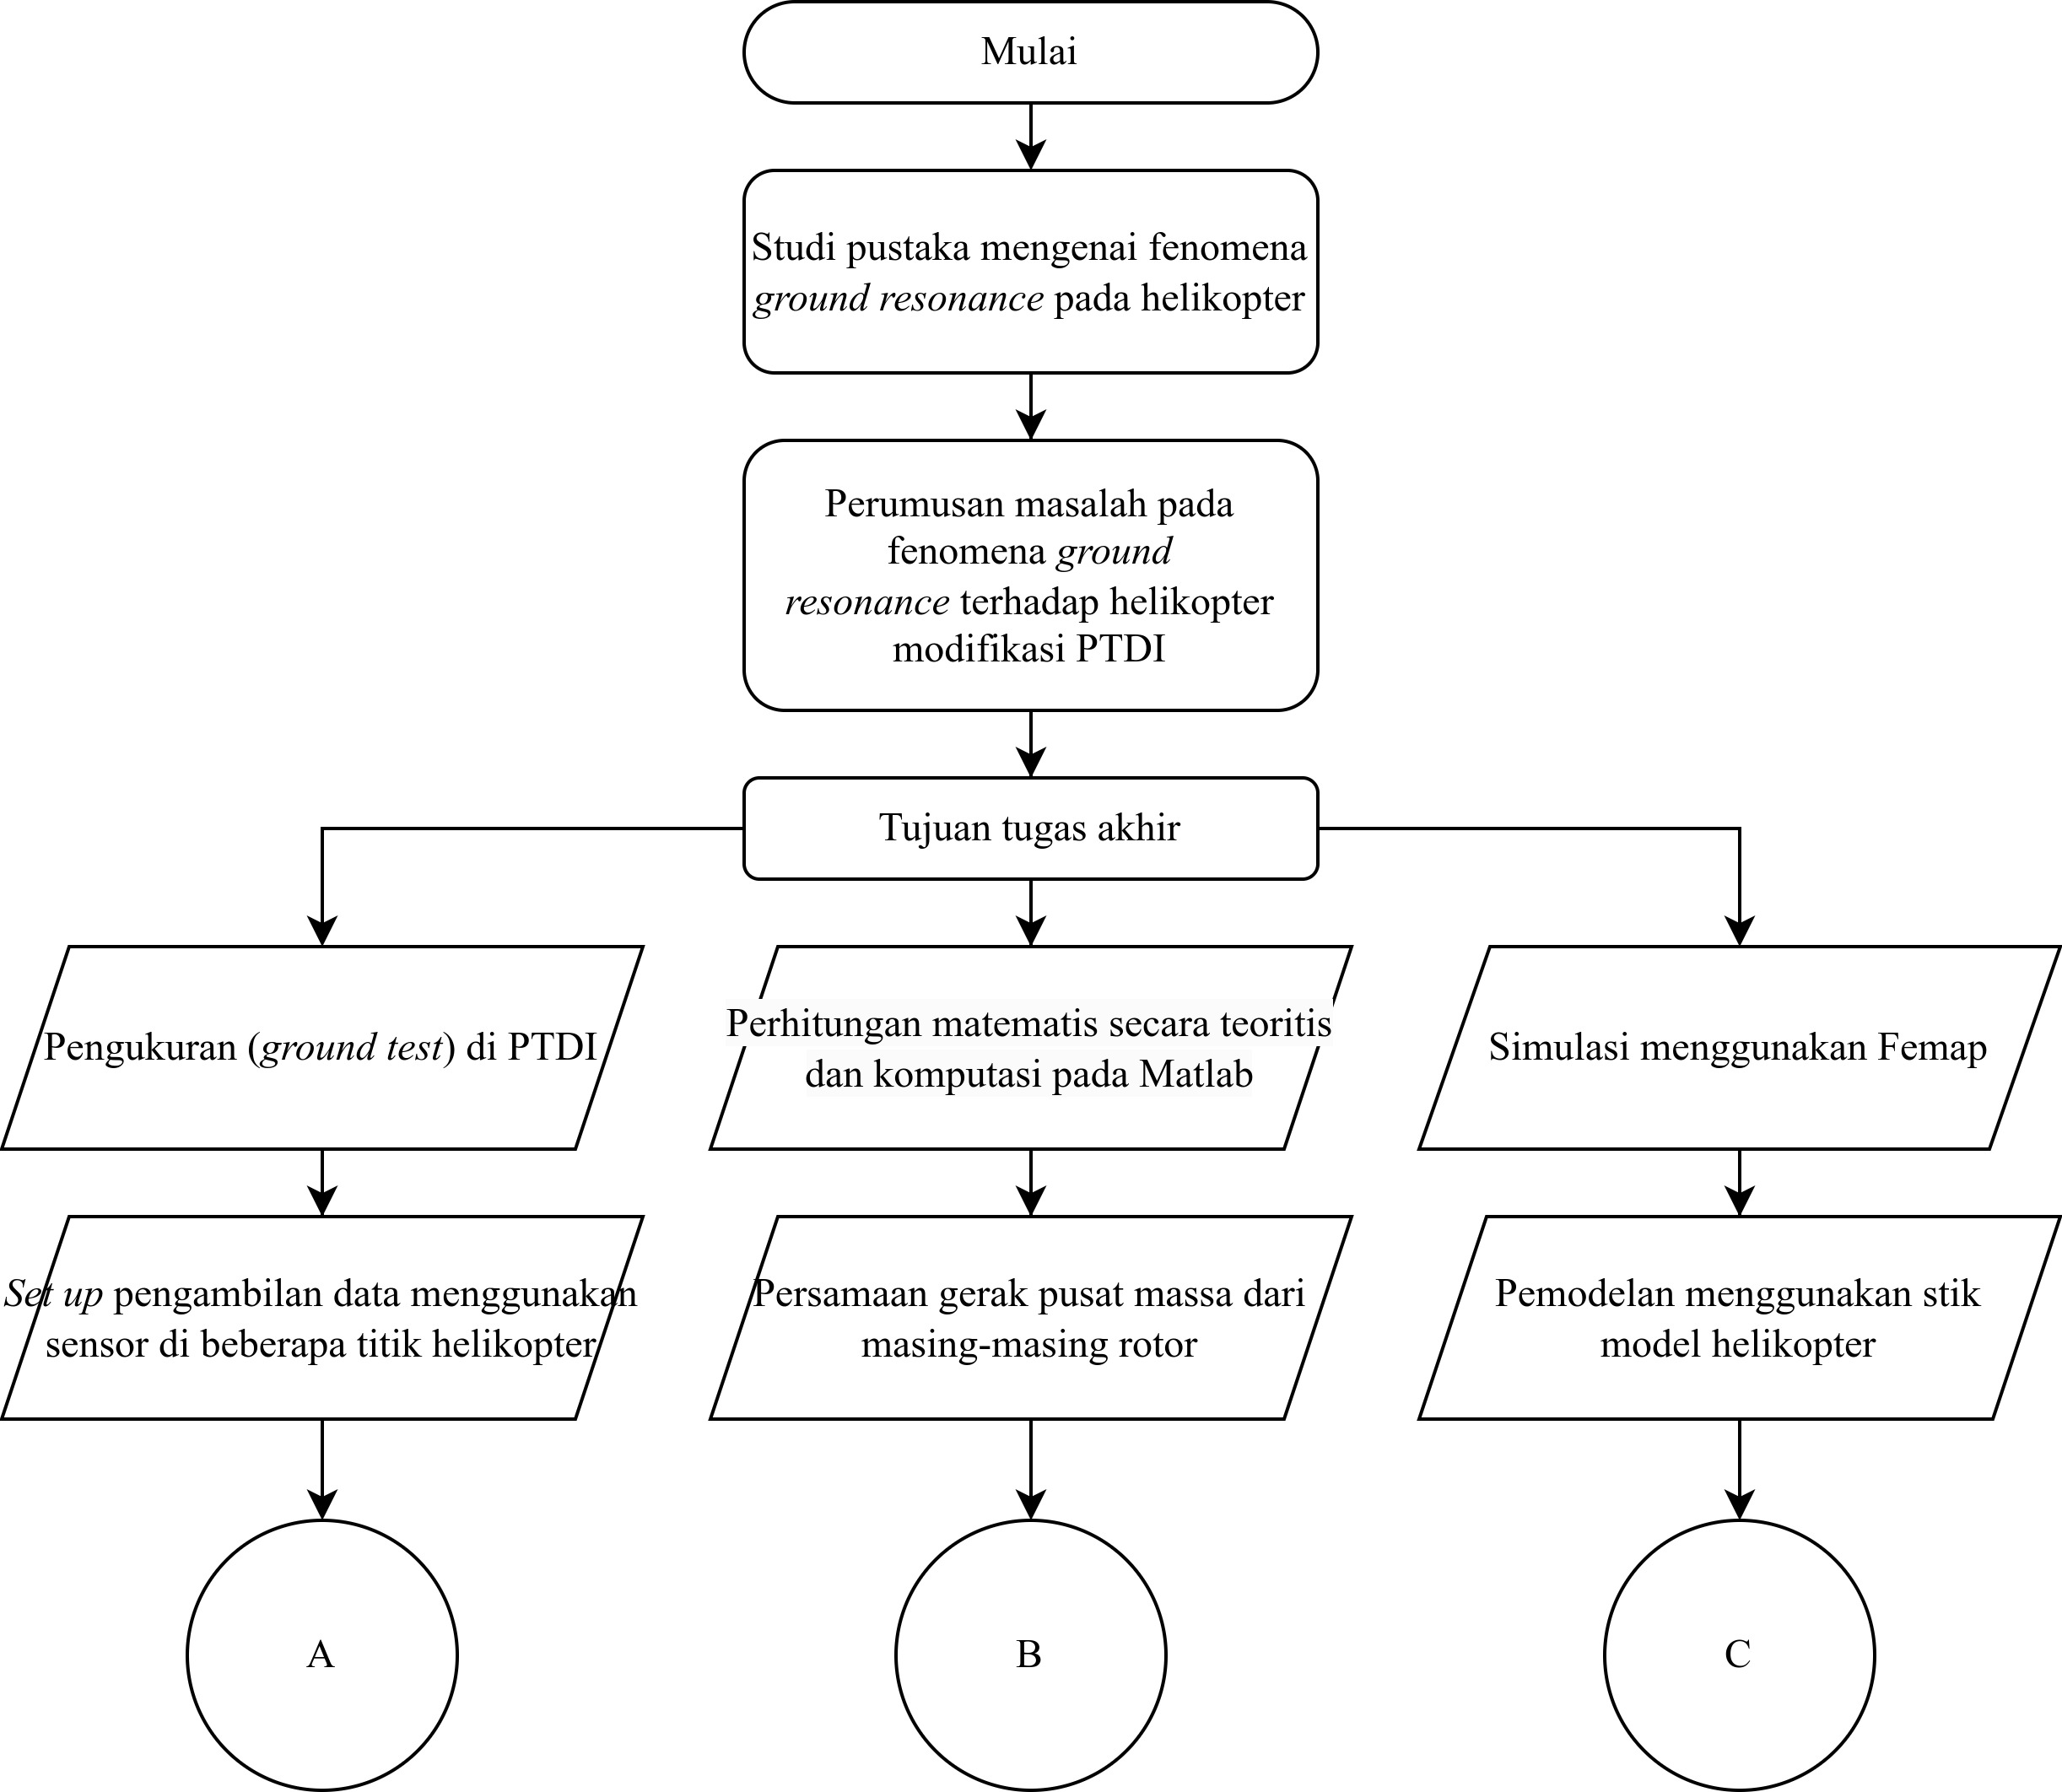 Mulai
Studi pustaka mengenai fenomena
ground resonance pada helikopter
Perumusan masalah pada
fenomena ground
resonance terhadap helikopter
modifikasi PTDI
Tujuan tugas akhir
Pengukuran (ground test) di PTDI
Perhitungan matematis secara teoritis
dan komputasi pada Matlab
Simulasi menggunakan Femap
Set up pengambilan data menggunakan
sensor di beberapa titik helikopter
Persamaan gerak pusat massa dari
masing-masing rotor
Pemodelan menggunakan stik
model helikopter
A
B
C